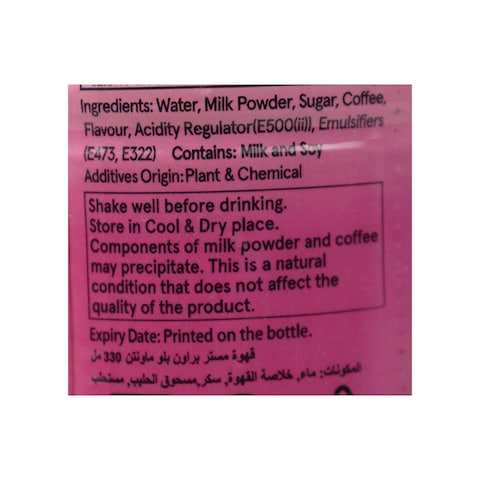 Ingredients: Water, Milk Powder, Sugar, Coffee,
Flavour, Acidity Regulator(E500(ii)), Emulsifiers
(E473, E322) Contains: Milk and Soy
Additives Origin: Plant & Chemical
Shake well before drinking.
Store in Cool & Dry place.
Components of milk powder and coffee
may precipitate. This is a natural
condition that does not affect the
quality of the product.
Expiry Date: Printed on the bottle.
قهوة مستر براون بلو ماونتن 330 مل
المكونات: ماء, خلاصة القهوة, سكر, مسحوق الحليب, مستحلب